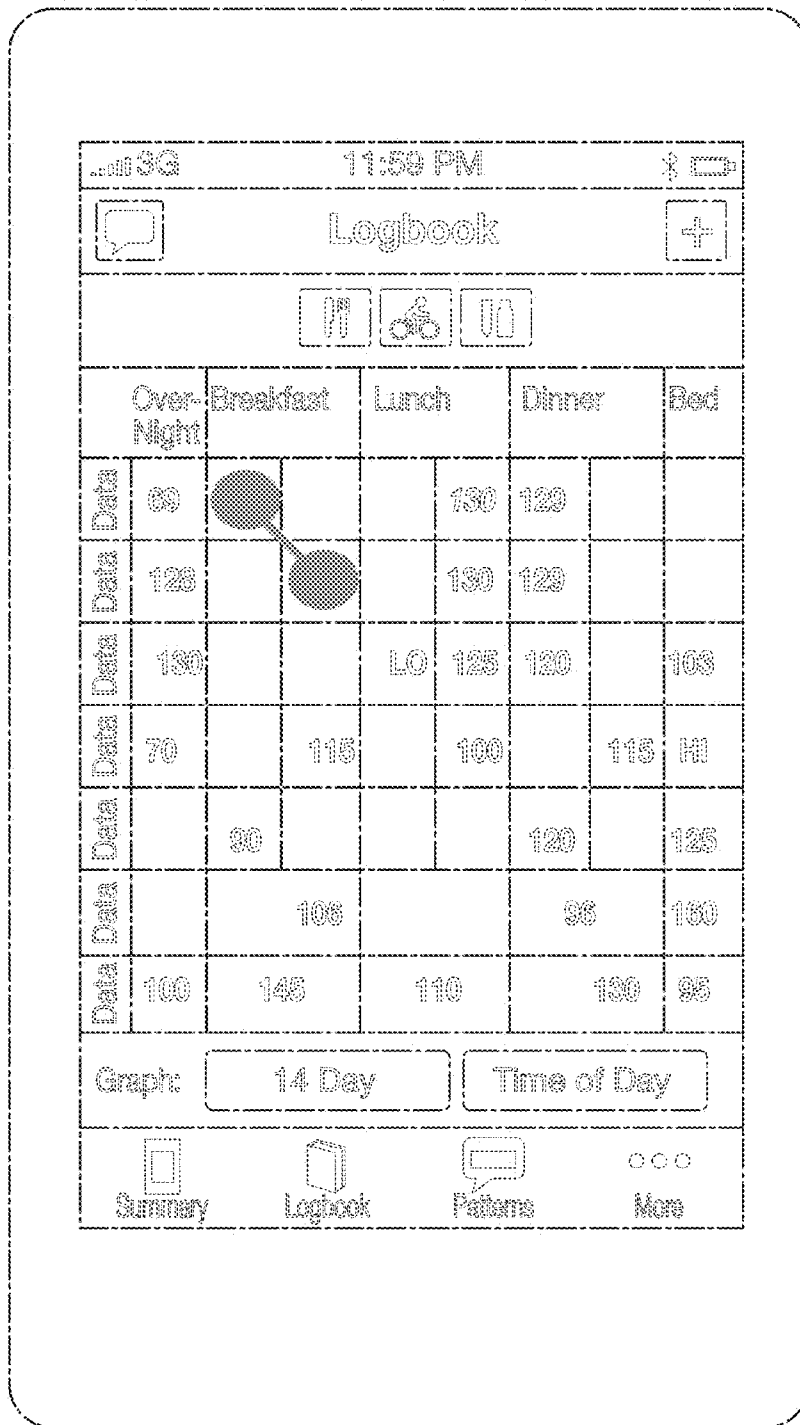 3G 11:59 PM
Logbook
Over-Night Breakfast Lunch Dinner Bed
Data 69 130 129
Data 128 130 129
Data 130 LO 125 120 103
Data 70 115 100 115 HI
Data 90 120 125
Data 106 96 160
Data 100 145 110 130 95
Graph: 14 Day Time of Day
Summary Logbook Patterns More